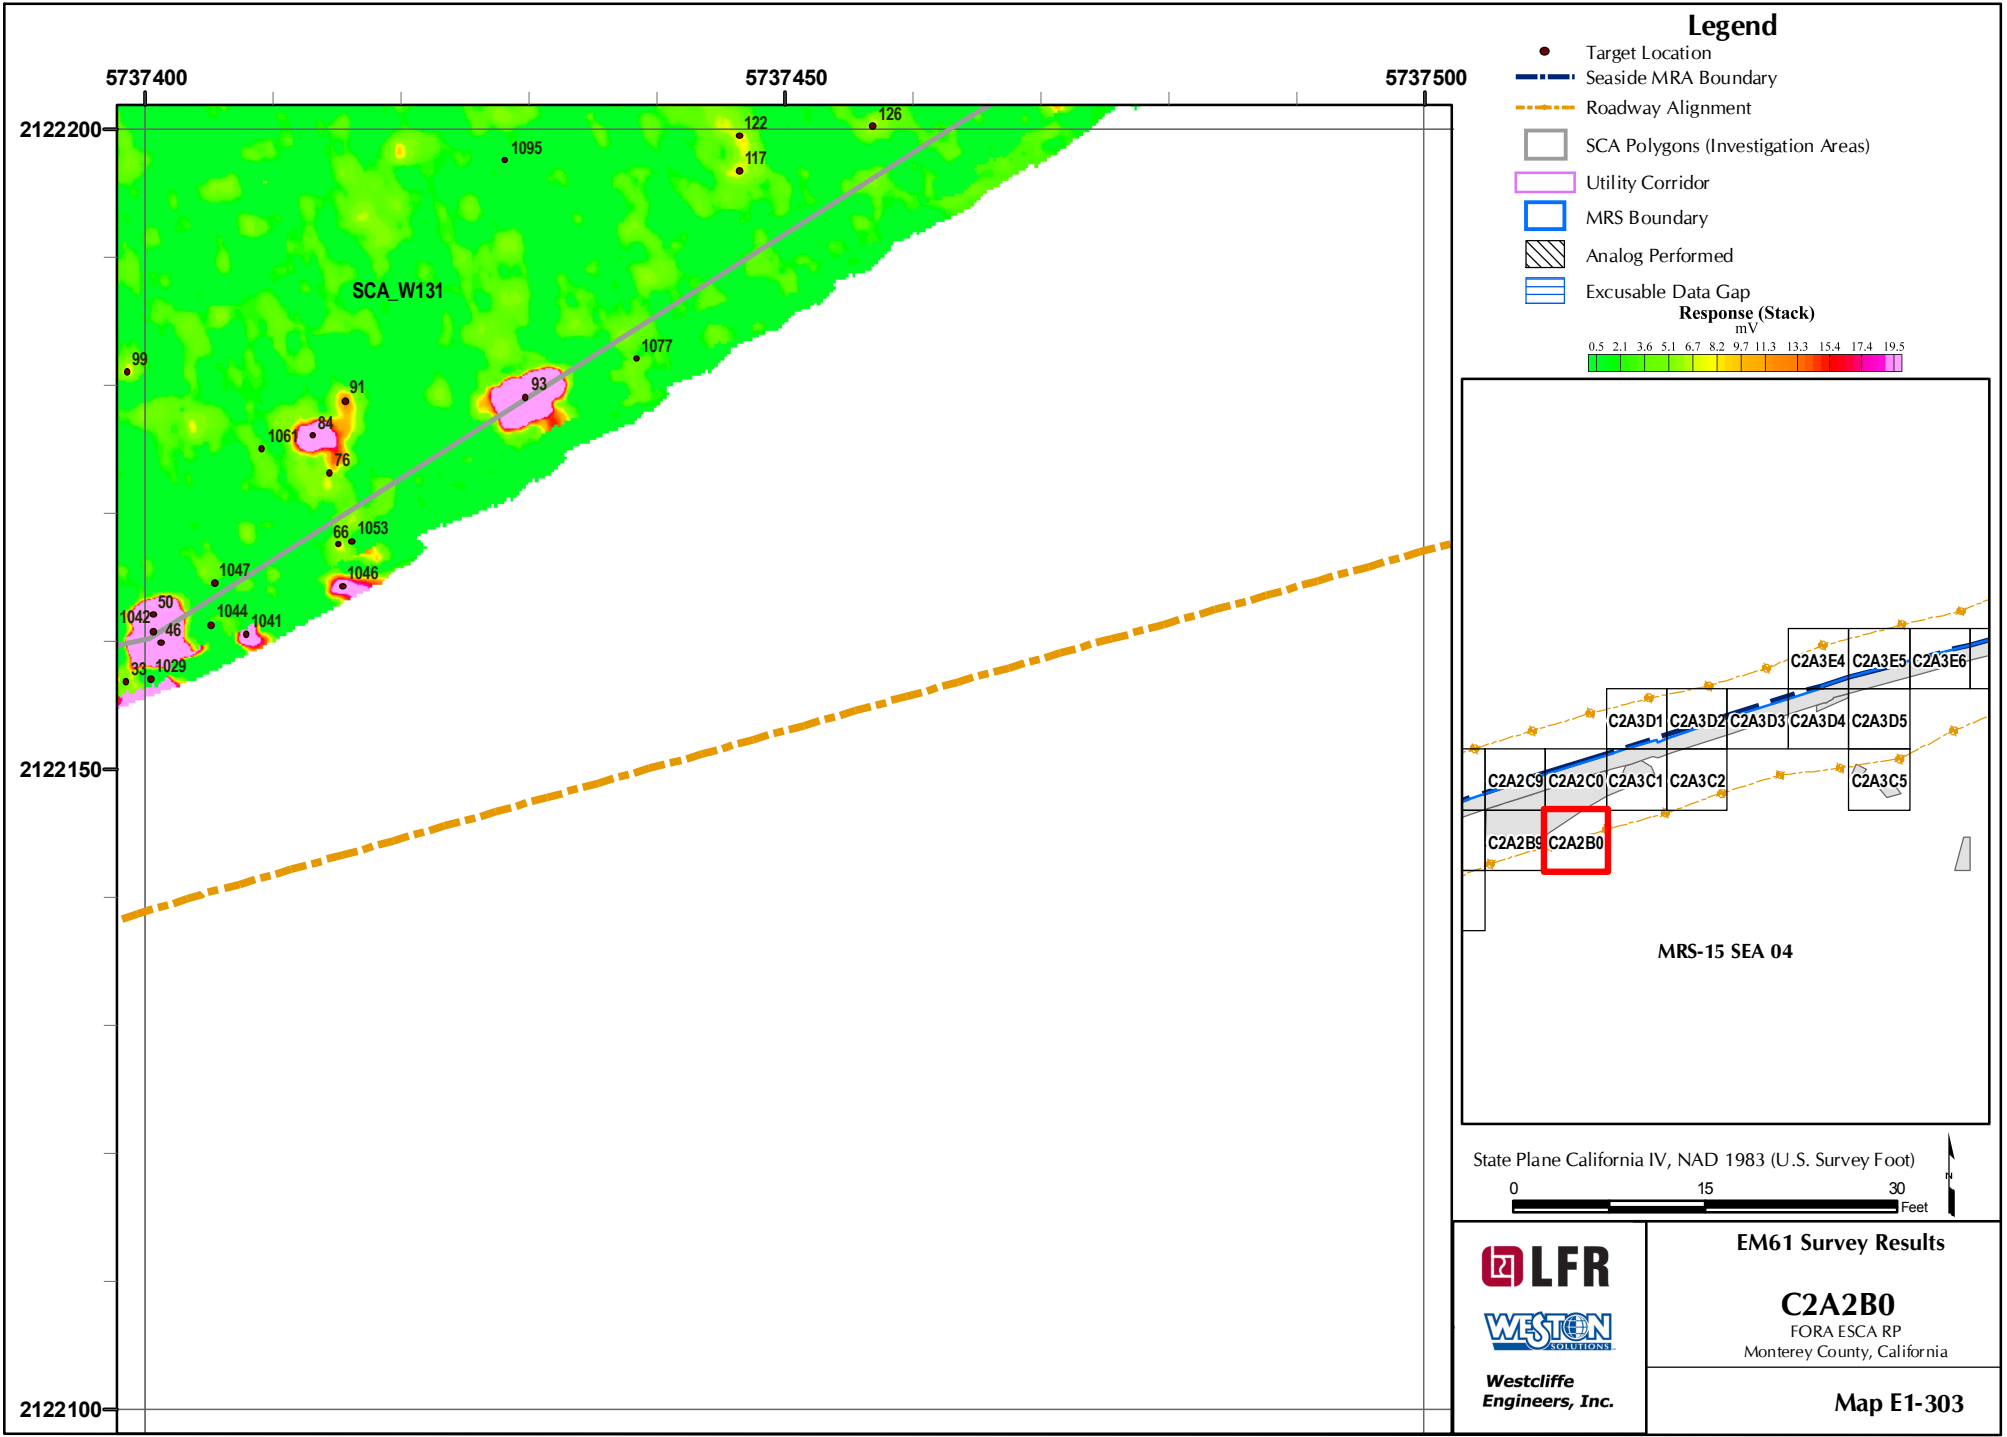 Legend
Target Location
Seaside MRA Boundary
Roadway Alignment
SCA Polygons (Investigation Areas)
Utility Corridor
MRS Boundary
Analog Performed
Excusable Data Gap
Response (Stack)
mV
0.5 2.1 3.6 5.1 6.7 8.2 9.7 11.3 13.3 15.4 17.4 19.5
5737400 5737450 5737500
2122200
2122150
2122100
122
126
1095
117
SCA_W131
99
1077
91
93
84
1061
76
66 1053
1047
1046
50
1042
1044
46
1041
33 1029
C2A3E4 C2A3E5 C2A3E6
C2A3D1 C2A3D2 C2A3D3 C2A3D4 C2A3D5
C2A2C9 C2A2C0 C2A3C1 C2A3C2 C2A3C5
C2A2B9 C2A2B0
MRS-15 SEA 04
State Plane California IV, NAD 1983 (U.S. Survey Foot)
0 15 30
Feet
N
LFR
WESTON
SOLUTIONS
Westcliffe
Engineers, Inc.
EM61 Survey Results
C2A2B0
FORA ESCA RP
Monterey County, California
Map E1-303